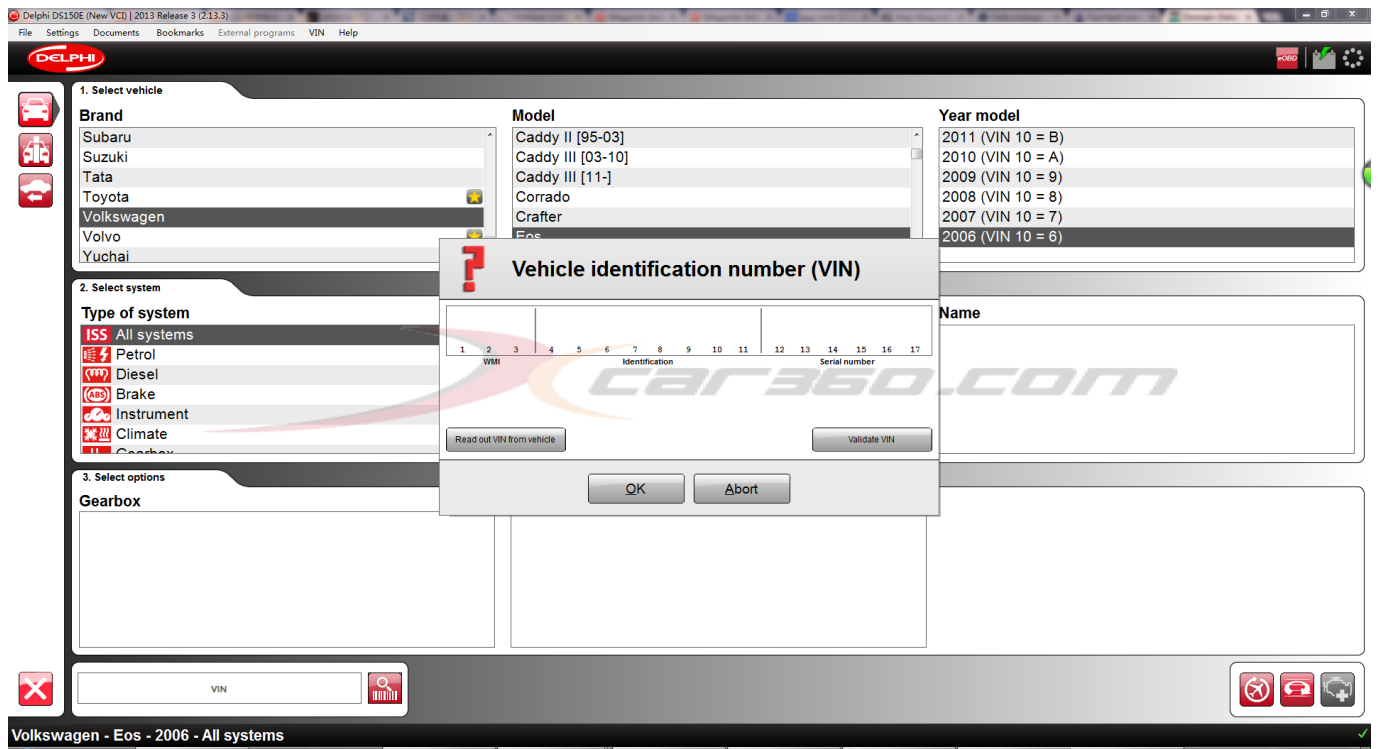 Delphi DS150E (New VCI) | 2013 Release 3 (2.13.3)
File Settings Documents Bookmarks External programs VIN Help
DELPHI
eOBD
1. Select vehicle
Brand Model Year model
Subaru Caddy II [95-03] 2011 (VIN 10 = B)
Suzuki Caddy III [03-10] 2010 (VIN 10 = A)
Tata Caddy III [11-] 2009 (VIN 10 = 9)
Toyota Corrado 2008 (VIN 10 = 8)
Volkswagen Crafter 2007 (VIN 10 = 7)
Volvo Eos 2006 (VIN 10 = 6)
Yuchai
Vehicle identification number (VIN)
2. Select system
Type of system Name
ISS All systems
Petrol
1 2 3 4 5 6 7 8 9 10 11 12 13 14 15 16 17
WMI Identification Serial number
Diesel
car360.com
ABS Brake
Instrument
Climate
Read out VIN from vehicle Validate VIN
Gearbox
3. Select options
OK Abort
Gearbox
VIN
Volkswagen - Eos - 2006 - All systems